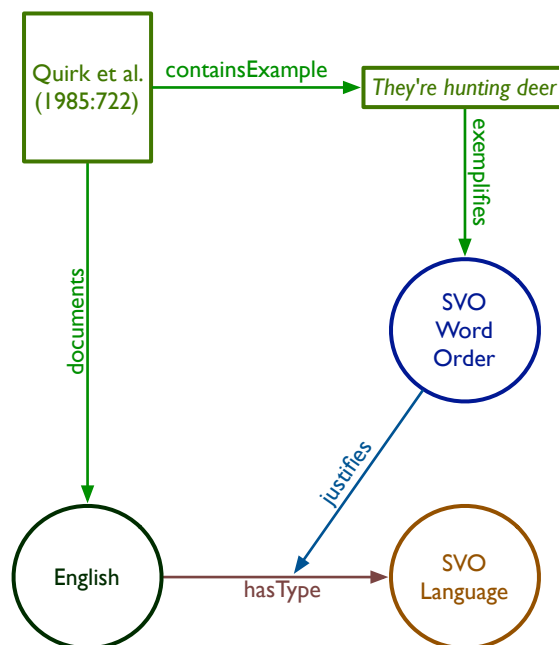 Quirk et al.
(1985:722)
containsExample
They're hunting deer
exemplifies
documents
SVO
Word
Order
justifies
English
hasType
SVO
Language